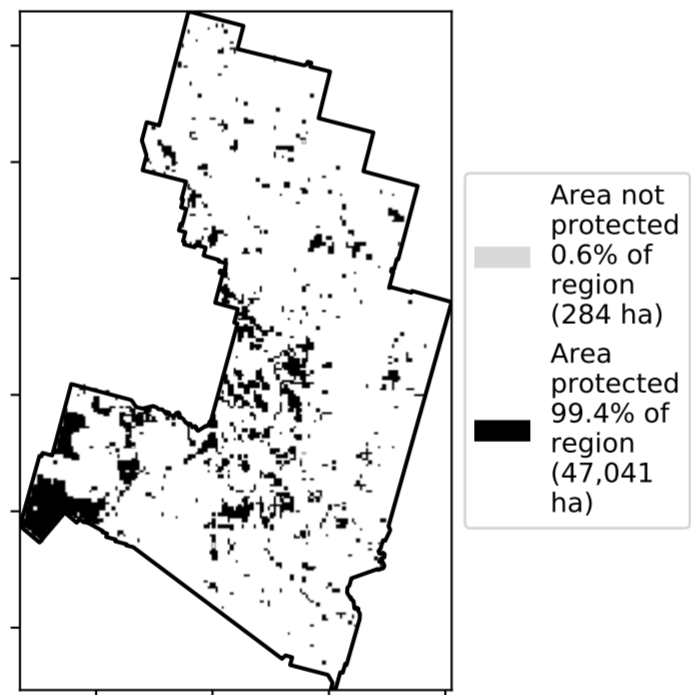 Area not
protected
0.6% of
region
(284 ha)
Area
protected
99.4% of
region
(47,041
ha)